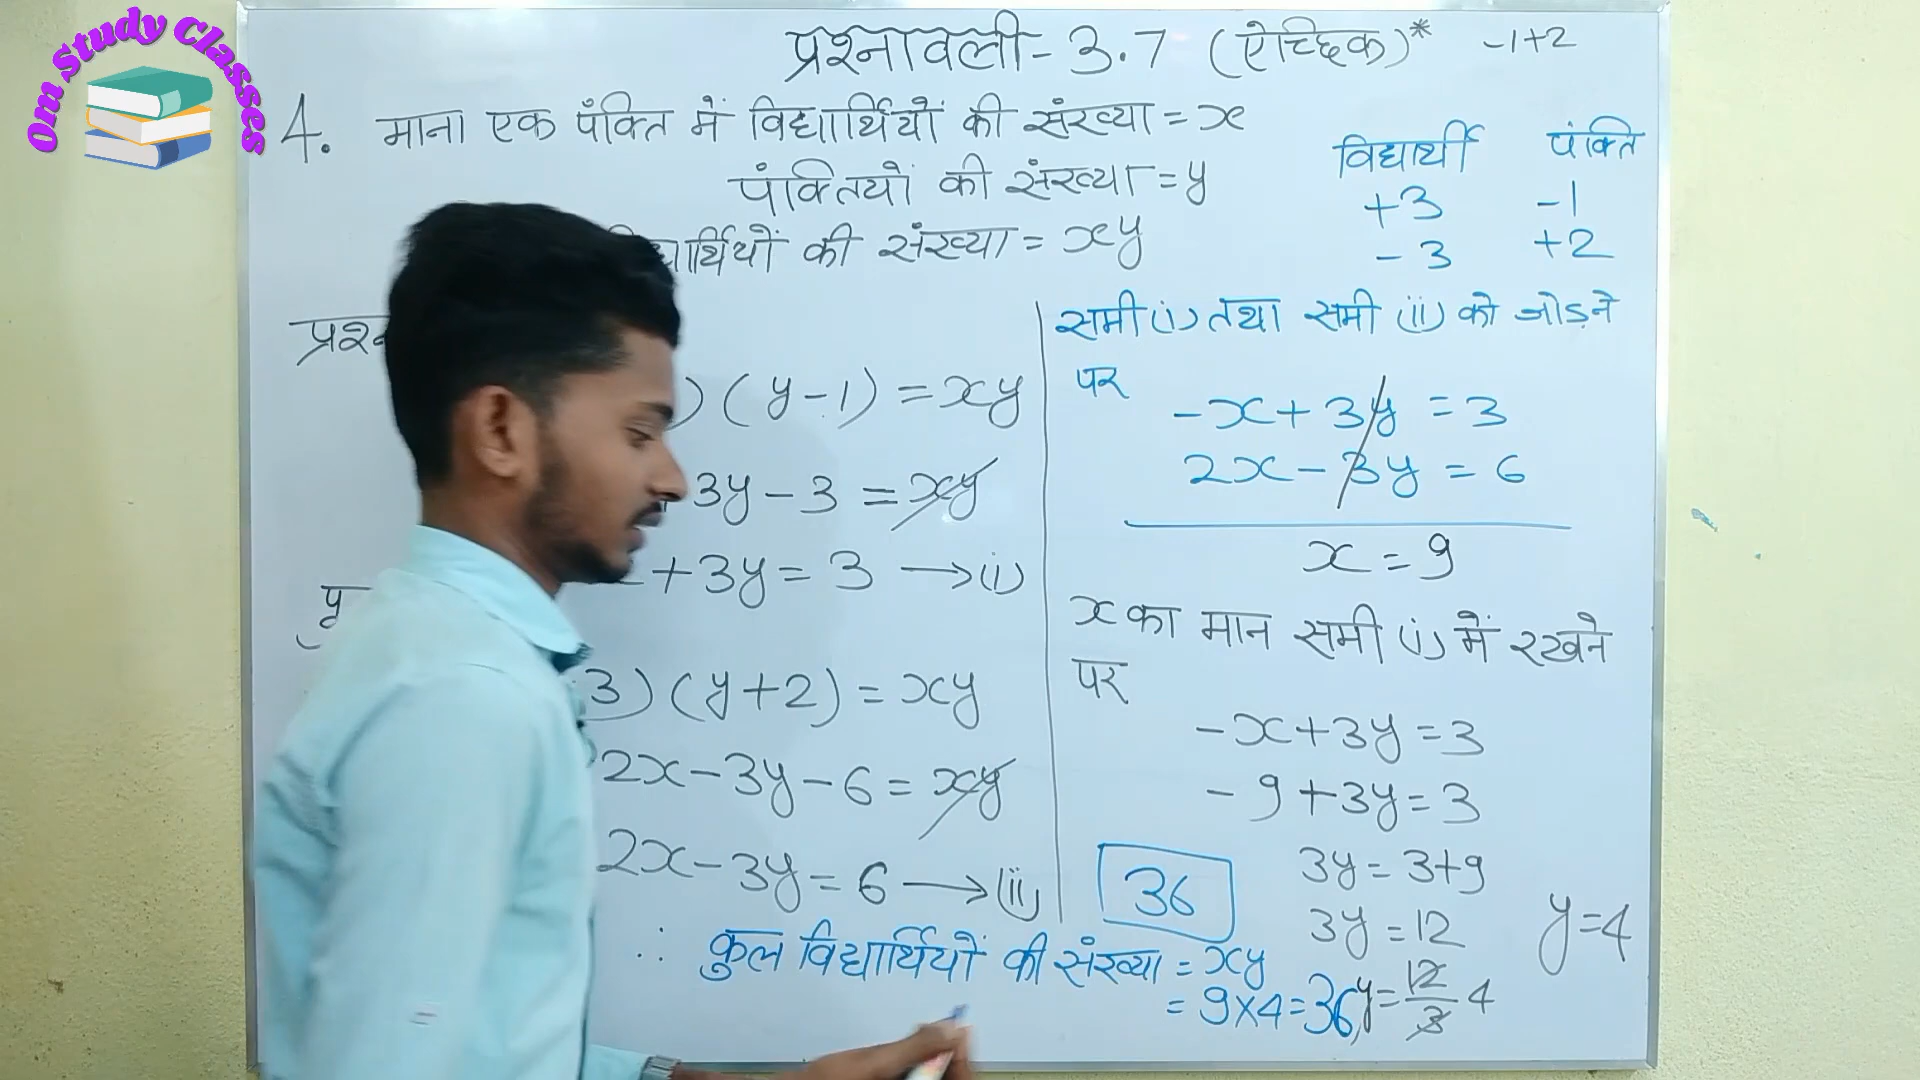 Om Study Classes
प्रश्नावली - 3.7 (ऐच्छिक)* -1+2
4. माना एक पंक्ति में विद्यार्थियों की संख्या = x
पंक्तियों की संख्या = y
की संख्या = xy
विद्यार्थी पंक्ति
+3 -1
-3 +2
) (y-1) = xy
3y - 3 = xy
+3y = 3 → (i)
3) (y+2) = xy
2x - 3y - 6 = xy
2x - 3y = 6 → (ii)
समी (i) तथा समी (ii) को जोड़ने
पर
-x + 3y = 3
2x - 3y = 6
x = 9
x का मान समी (i) में रखने
पर
-x + 3y = 3
-9 + 3y = 3
3y = 3+9
3y = 12
y = 12/3 4
y = 4
36
∴ कुल विद्यार्थियों की संख्या = xy
= 9×4 = 36